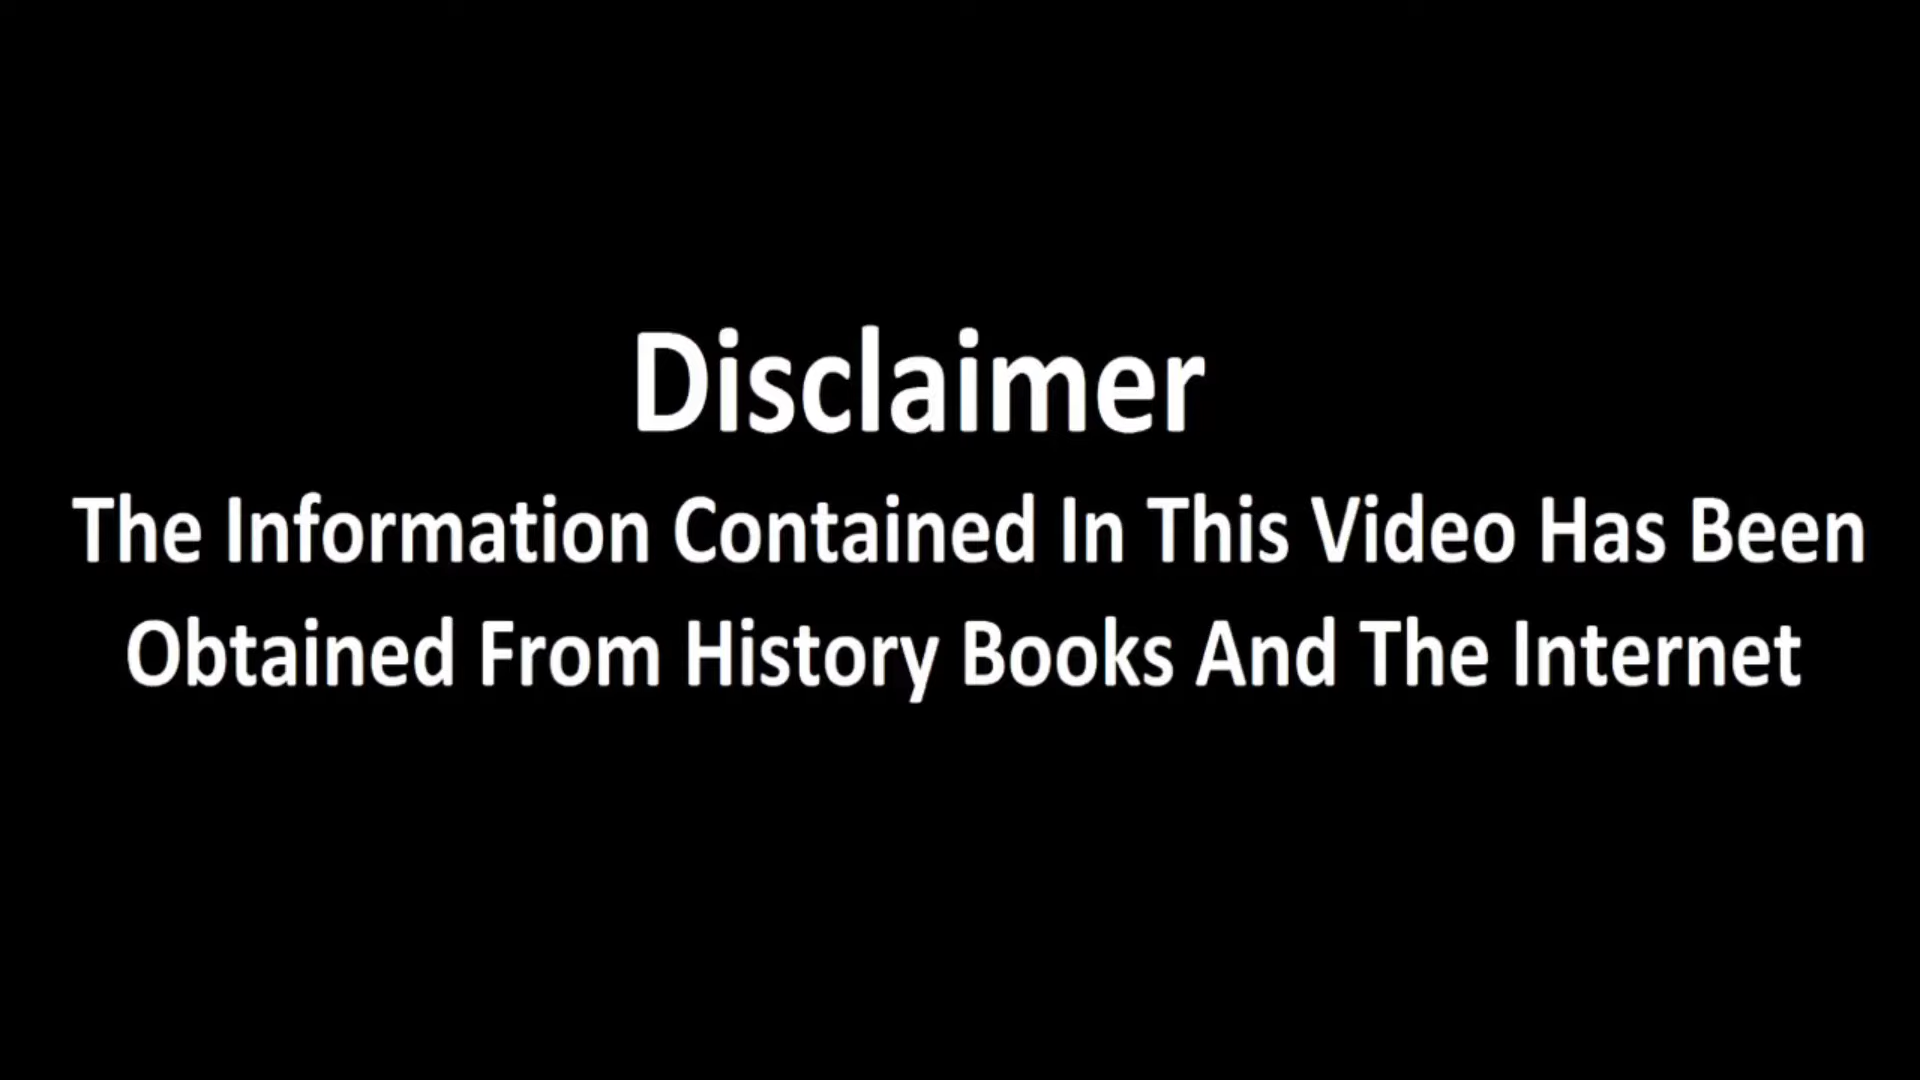 Disclaimer
The Information Contained In This Video Has Been
Obtained From History Books And The Internet